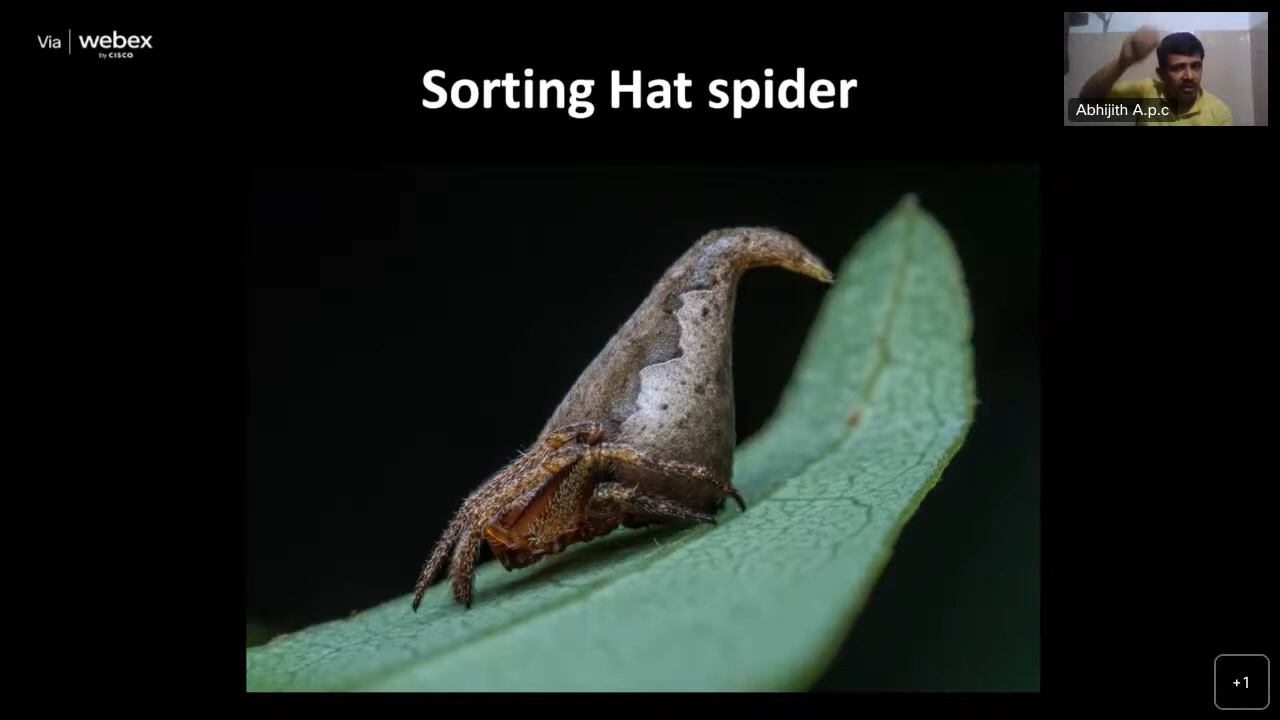 Via | webex
by CISCO
Sorting Hat spider
Abhijith A.p.c
+1